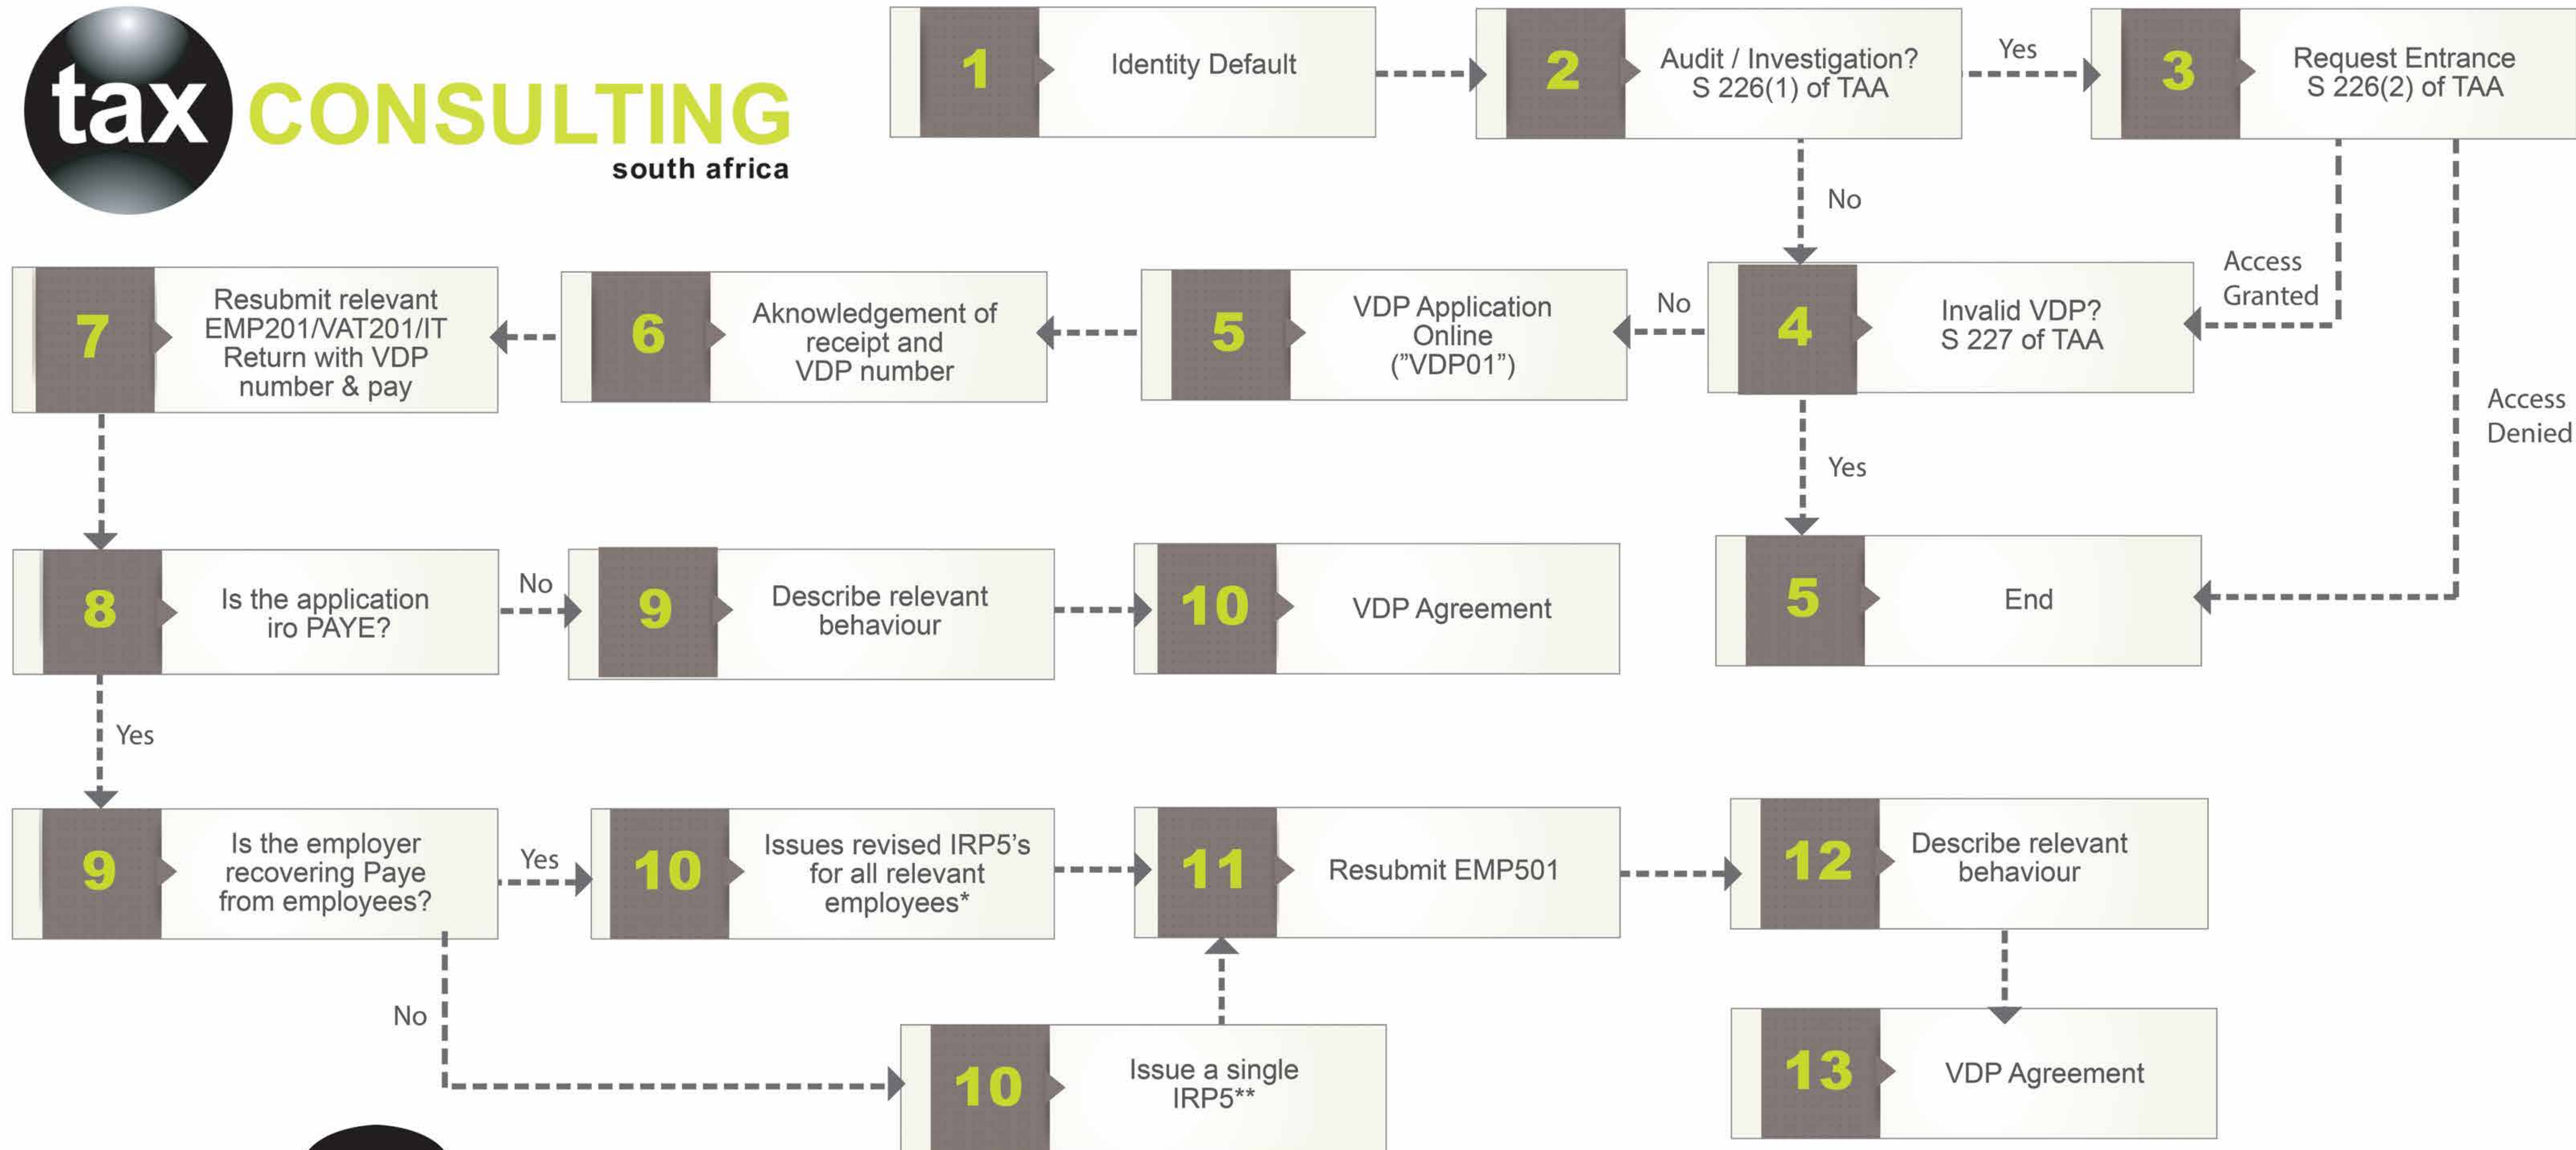 tax CONSULTING
south africa
1
Identity Default
2
Audit / Investigation?
S 226(1) of TAA
Yes
3
Request Entrance
S 226(2) of TAA
No
Access
Granted
Access
Denied
7
Resubmit relevant
EMP201/VAT201/IT
Return with VDP
number & pay
6
Aknowledgement of
receipt and
VDP number
5
VDP Application
Online
("VDP01")
No
4
Invalid VDP?
S 227 of TAA
Yes
8
Is the application
iro PAYE?
No
9
Describe relevant
behaviour
10
VDP Agreement
5
End
Yes
9
Is the employer
recovering Paye
from employees?
Yes
10
Issues revised IRP5's
for all relevant
employees*
11
Resubmit EMP501
12
Describe relevant
behaviour
No
10
Issue a single
IRP5**
13
VDP Agreement